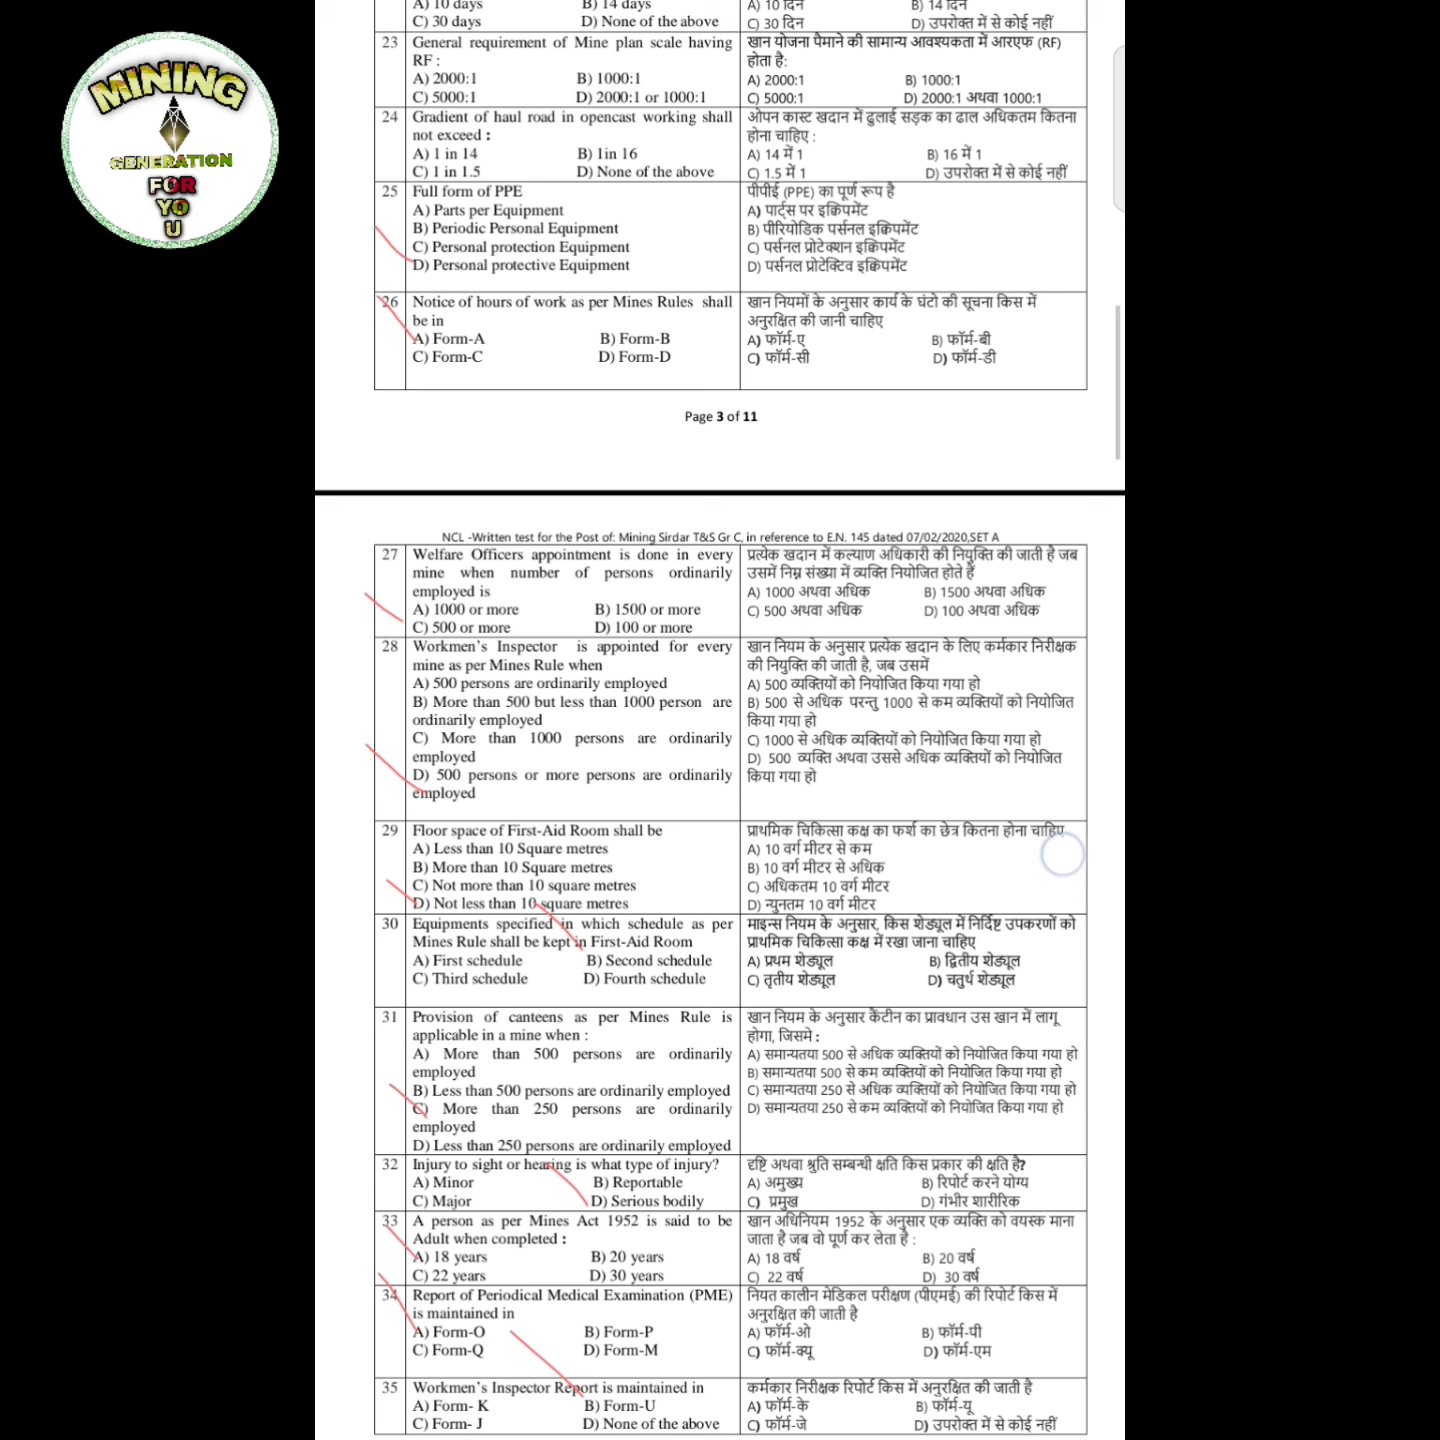 MINING
GENERATION
FOR
YO
U
A) 10 days B) 14 days
C) 30 days D) None of the above
A) 10 दिन B) 14 दिन
C) 30 दिन D) उपरोक्त में से कोई नहीं
23 General requirement of Mine plan scale having
RF :
A) 2000:1 B) 1000:1
C) 5000:1 D) 2000:1 or 1000:1
खान योजना पैमाने की सामान्य आवश्यकता में आरएफ (RF)
होता है:
A) 2000:1 B) 1000:1
C) 5000:1 D) 2000:1 अथवा 1000:1
24 Gradient of haul road in opencast working shall
not exceed :
A) 1 in 14 B) 1in 16
C) 1 in 1.5 D) None of the above
ओपन कास्ट खदान में ढुलाई सड़क का ढाल अधिकतम कितना
होना चाहिए :
A) 14 में 1 B) 16 में 1
C) 1.5 में 1 D) उपरोक्त में से कोई नहीं
25 Full form of PPE
A) Parts per Equipment
B) Periodic Personal Equipment
C) Personal protection Equipment
D) Personal protective Equipment
पीपीई (PPE) का पूर्ण रूप है
A) पार्ट्स पर इक्विपमेंट
B) पीरियोडिक पर्सनल इक्विपमेंट
C) पर्सनल प्रोटेक्शन इक्विपमेंट
D) पर्सनल प्रोटेक्टिव इक्विपमेंट
26 Notice of hours of work as per Mines Rules shall
be in
A) Form-A B) Form-B
C) Form-C D) Form-D
खान नियमों के अनुसार कार्य के घंटो की सूचना किस में
अनुरक्षित की जानी चाहिए
A) फॉर्म-ए B) फॉर्म-बी
C) फॉर्म-सी D) फॉर्म-डी
Page 3 of 11
NCL -Written test for the Post of: Mining Sirdar T&S Gr C, in reference to E.N. 145 dated 07/02/2020,SET A
27 Welfare Officers appointment is done in every
mine when number of persons ordinarily
employed is
A) 1000 or more B) 1500 or more
C) 500 or more D) 100 or more
प्रत्येक खदान में कल्याण अधिकारी की नियुक्ति की जाती है जब
उसमें निम्न संख्या में व्यक्ति नियोजित होते हैं
A) 1000 अथवा अधिक B) 1500 अथवा अधिक
C) 500 अथवा अधिक D) 100 अथवा अधिक
28 Workmen's Inspector is appointed for every
mine as per Mines Rule when
A) 500 persons are ordinarily employed
B) More than 500 but less than 1000 person are
ordinarily employed
C) More than 1000 persons are ordinarily
employed
D) 500 persons or more persons are ordinarily
employed
खान नियम के अनुसार प्रत्येक खदान के लिए कर्मकार निरीक्षक
की नियुक्ति की जाती है, जब उसमें
A) 500 व्यक्तियों को नियोजित किया गया हो
B) 500 से अधिक परन्तु 1000 से कम व्यक्तियों को नियोजित
किया गया हो
C) 1000 से अधिक व्यक्तियों को नियोजित किया गया हो
D) 500 व्यक्ति अथवा उससे अधिक व्यक्तियों को नियोजित
किया गया हो
29 Floor space of First-Aid Room shall be
A) Less than 10 Square metres
B) More than 10 Square metres
C) Not more than 10 square metres
D) Not less than 10 square metres
प्राथमिक चिकित्सा कक्ष का फर्श का छेत्र कितना होना चाहिए
A) 10 वर्ग मीटर से कम
B) 10 वर्ग मीटर से अधिक
C) अधिकतम 10 वर्ग मीटर
D) न्युनतम 10 वर्ग मीटर
30 Equipments specified in which schedule as per
Mines Rule shall be kept in First-Aid Room
A) First schedule B) Second schedule
C) Third schedule D) Fourth schedule
माइन्स नियम के अनुसार, किस शेड्यूल में निर्दिष्ट उपकरणों को
प्राथमिक चिकित्सा कक्ष में रखा जाना चाहिए
A) प्रथम शेड्यूल B) द्वितीय शेड्यूल
C) तृतीय शेड्यूल D) चतुर्थ शेड्यूल
31 Provision of canteens as per Mines Rule is
applicable in a mine when :
A) More than 500 persons are ordinarily
employed
B) Less than 500 persons are ordinarily employed
C) More than 250 persons are ordinarily
employed
D) Less than 250 persons are ordinarily employed
खान नियम के अनुसार कैंटीन का प्रावधान उस खान में लागू
होगा, जिसमे :
A) समान्यतया 500 से अधिक व्यक्तियों को नियोजित किया गया हो
B) समान्यतया 500 से कम व्यक्तियों को नियोजित किया गया हो
C) समान्यतया 250 से अधिक व्यक्तियों को नियोजित किया गया हो
D) समान्यतया 250 से कम व्यक्तियों को नियोजित किया गया हो
32 Injury to sight or hearing is what type of injury?
A) Minor B) Reportable
C) Major D) Serious bodily
दृष्टि अथवा श्रुति सम्बन्धी क्षति किस प्रकार की क्षति है?
A) अमुख्य B) रिपोर्ट करने योग्य
C) प्रमुख D) गंभीर शारीरिक
33 A person as per Mines Act 1952 is said to be
Adult when completed :
A) 18 years B) 20 years
C) 22 years D) 30 years
खान अधिनियम 1952 के अनुसार एक व्यक्ति को वयस्क माना
जाता है जब वो पूर्ण कर लेता है :
A) 18 वर्ष B) 20 वर्ष
C) 22 वर्ष D) 30 वर्ष
34 Report of Periodical Medical Examination (PME)
is maintained in
A) Form-O B) Form-P
C) Form-Q D) Form-M
नियत कालीन मेडिकल परीक्षण (पीएमई) की रिपोर्ट किस में
अनुरक्षित की जाती है
A) फॉर्म-ओ B) फॉर्म-पी
C) फॉर्म-क्यू D) फॉर्म-एम
35 Workmen's Inspector Report is maintained in
A) Form- K B) Form-U
C) Form- J D) None of the above
कर्मकार निरीक्षक रिपोर्ट किस में अनुरक्षित की जाती है
A) फॉर्म-के B) फॉर्म-यू
C) फॉर्म-जे D) उपरोक्त में से कोई नहीं